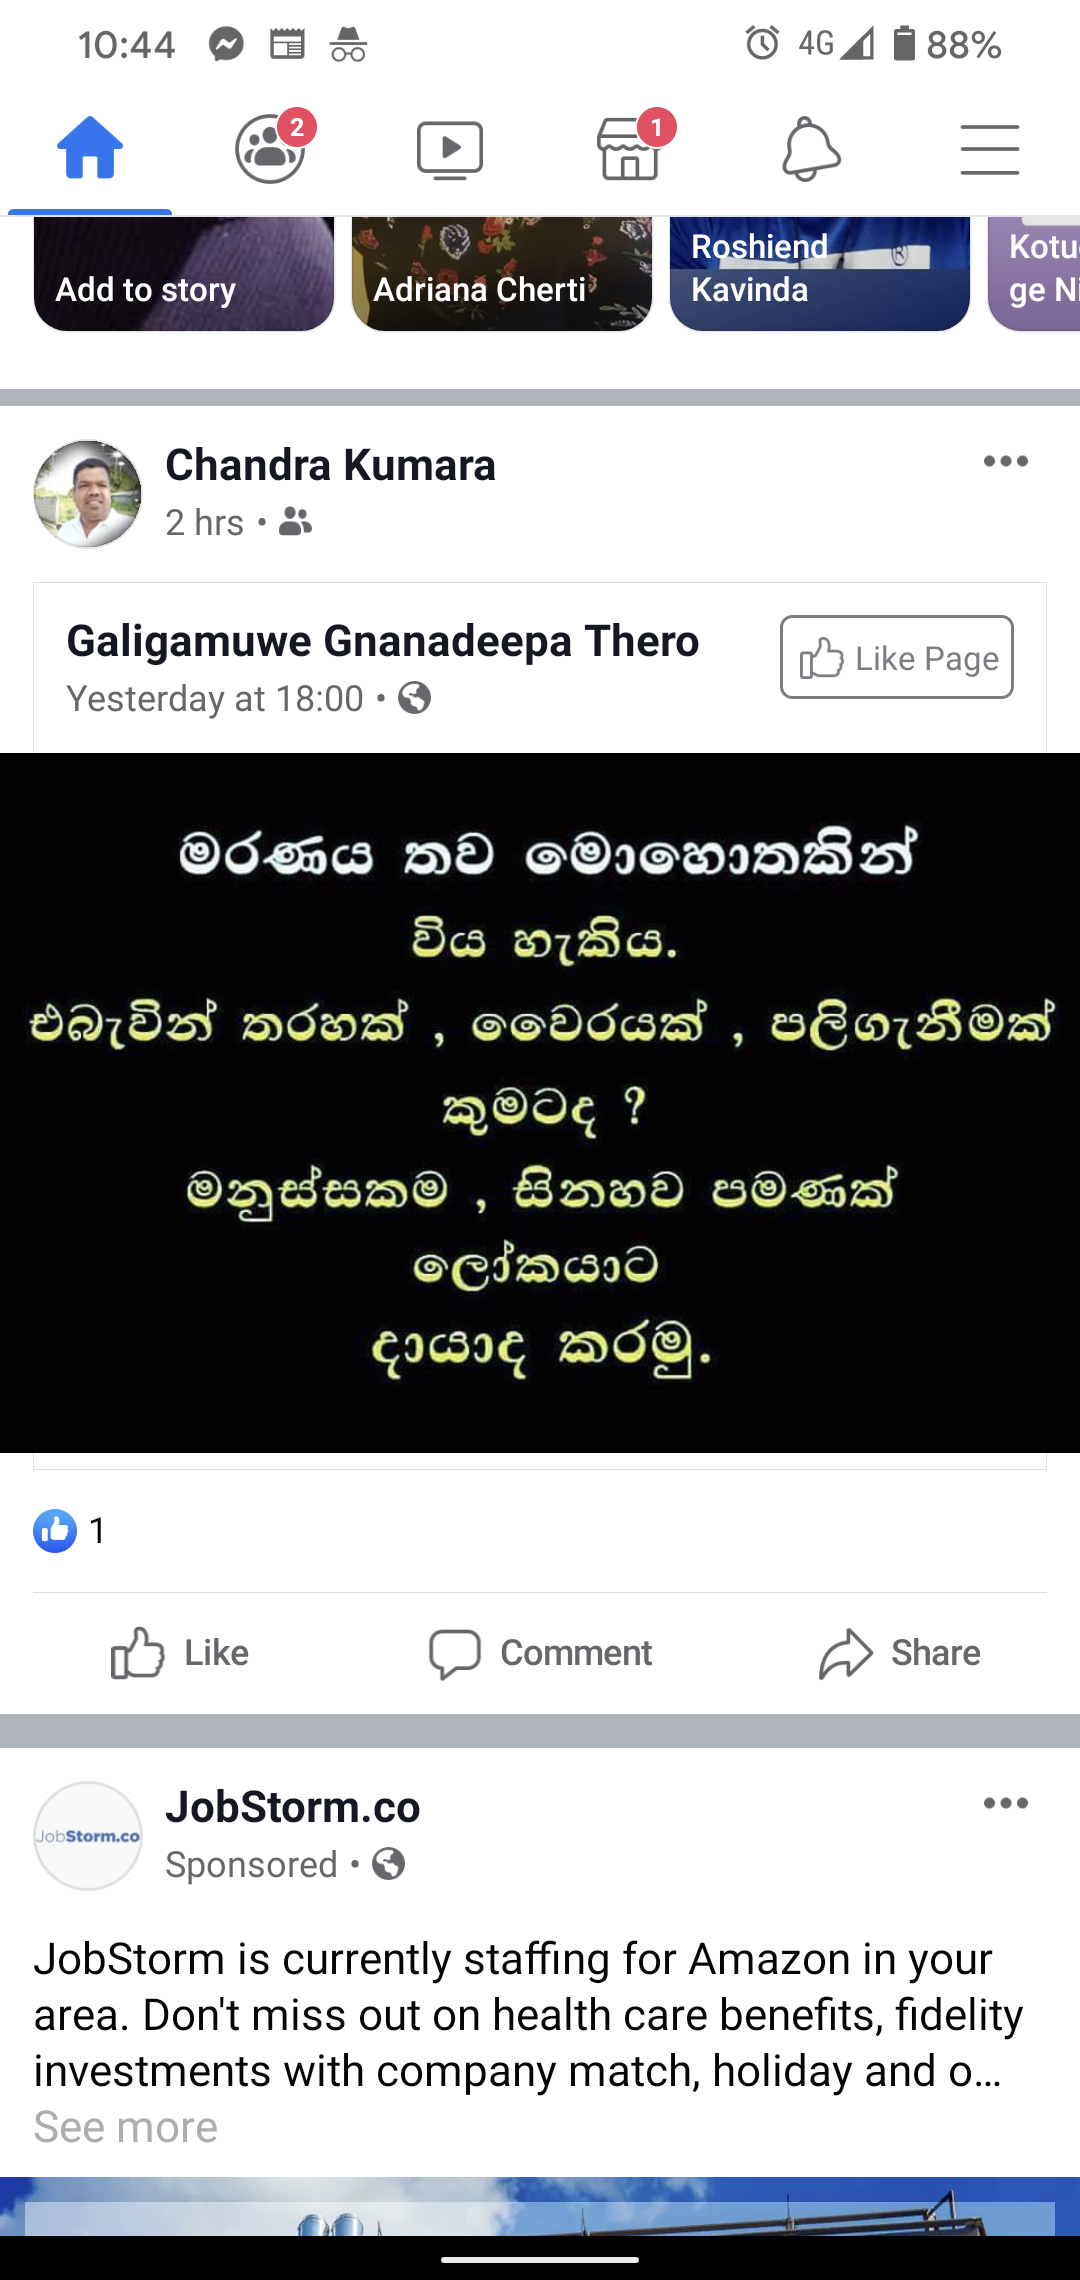 10:44 4G 88%
2 1
Add to story
Adriana Cherti
Roshiend
Kavinda
Kotu
ge Ni
Chandra Kumara
2 hrs •
Galigamuwe Gnanadeepa Thero
Yesterday at 18:00 •
Like Page
මරණය තව මොහොතකින්
විය හැකිය.
එබැවින් තරහක් , වෛරයක් , පලිගැනීමක්
කුමටද ?
මනුස්සකම , සිනහව පමණක්
ලෝකයාට
දායාද කරමු.
1
Like Comment Share
JobStorm.co
JobStorm.co
Sponsored •
JobStorm is currently staffing for Amazon in your
area. Don't miss out on health care benefits, fidelity
investments with company match, holiday and o...
See more